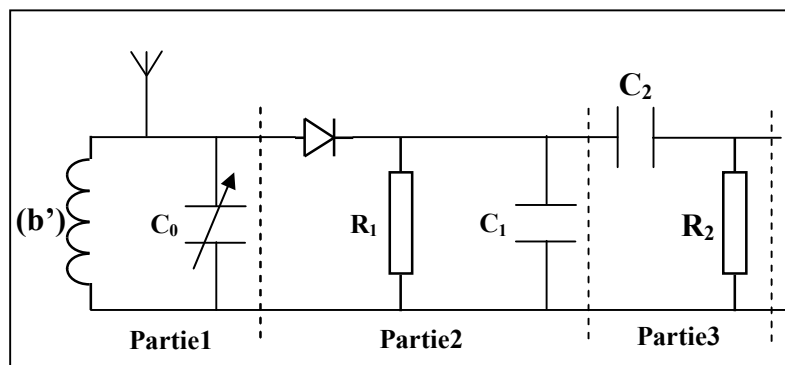 C₂
(b’)
C₀
R₁
C₁
R₂
Partie1
Partie2
Partie3